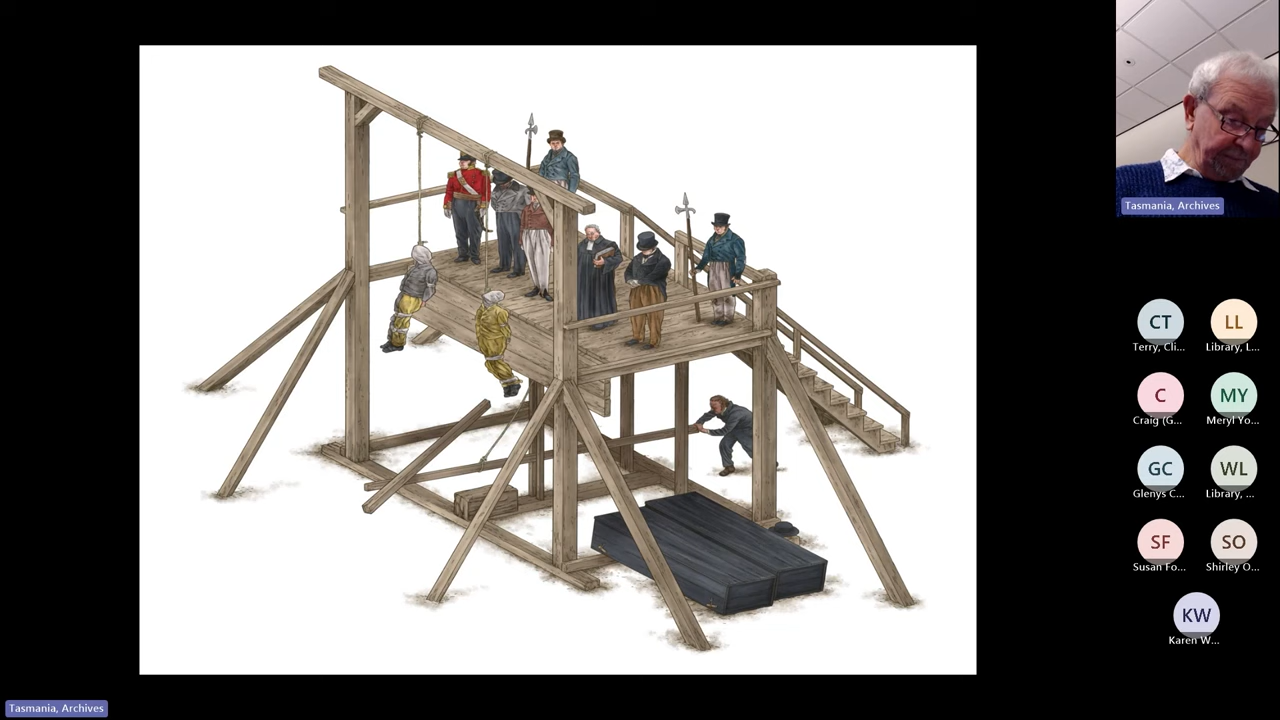 Tasmania, Archives
CT
Terry, Cli...
LL
Library, L...
C
Craig (G...
MY
Meryl Yo...
GC
Glenys C...
WL
Library, ...
SF
Susan Fo...
SO
Shirley O...
KW
Karen W...
Tasmania, Archives